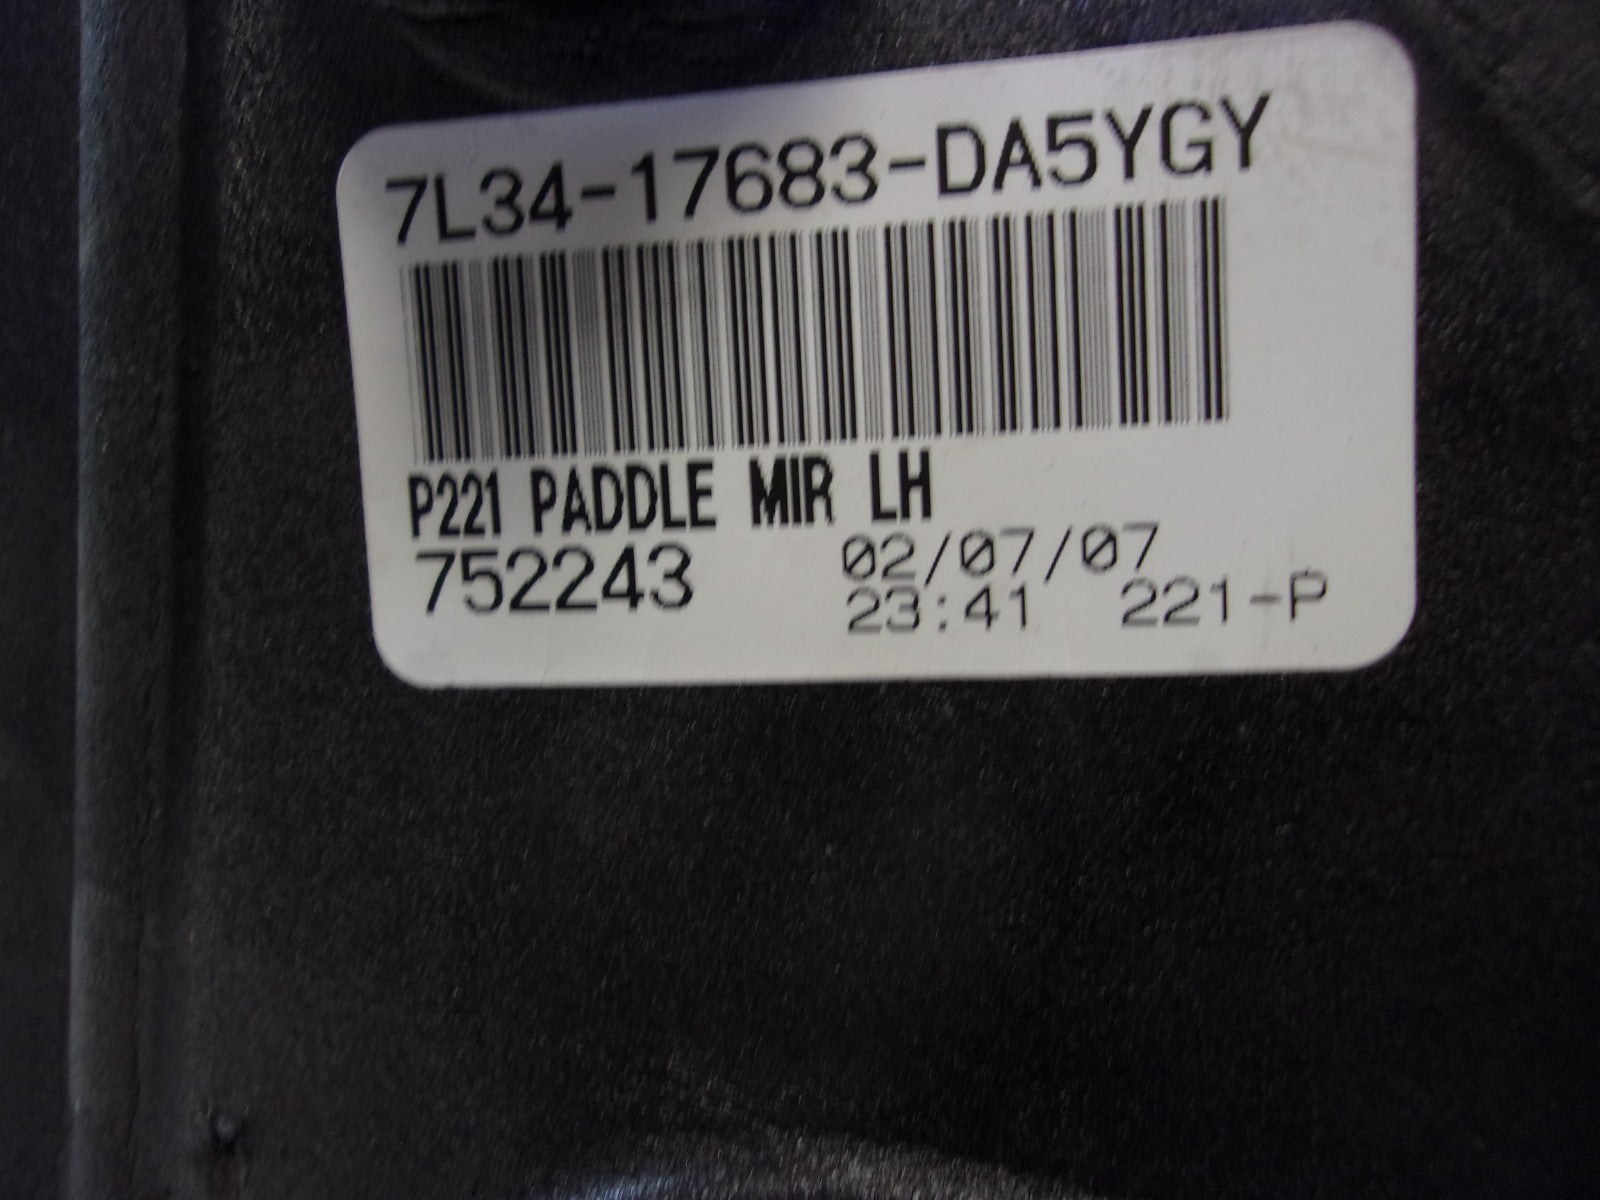 7L34-17683-DA5YGY
P221 PADDLE MIR LH
752243 02/07/07
23:41 221-P